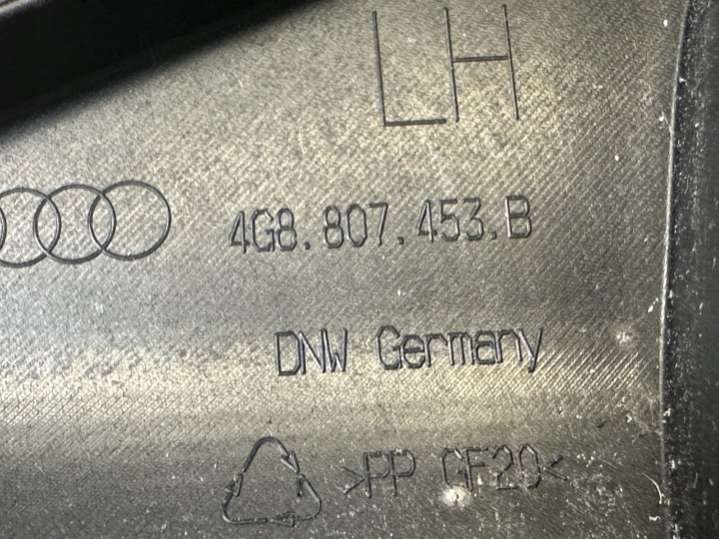 LH
4G8.807.453.B
DNW Germany
>PP GF20<